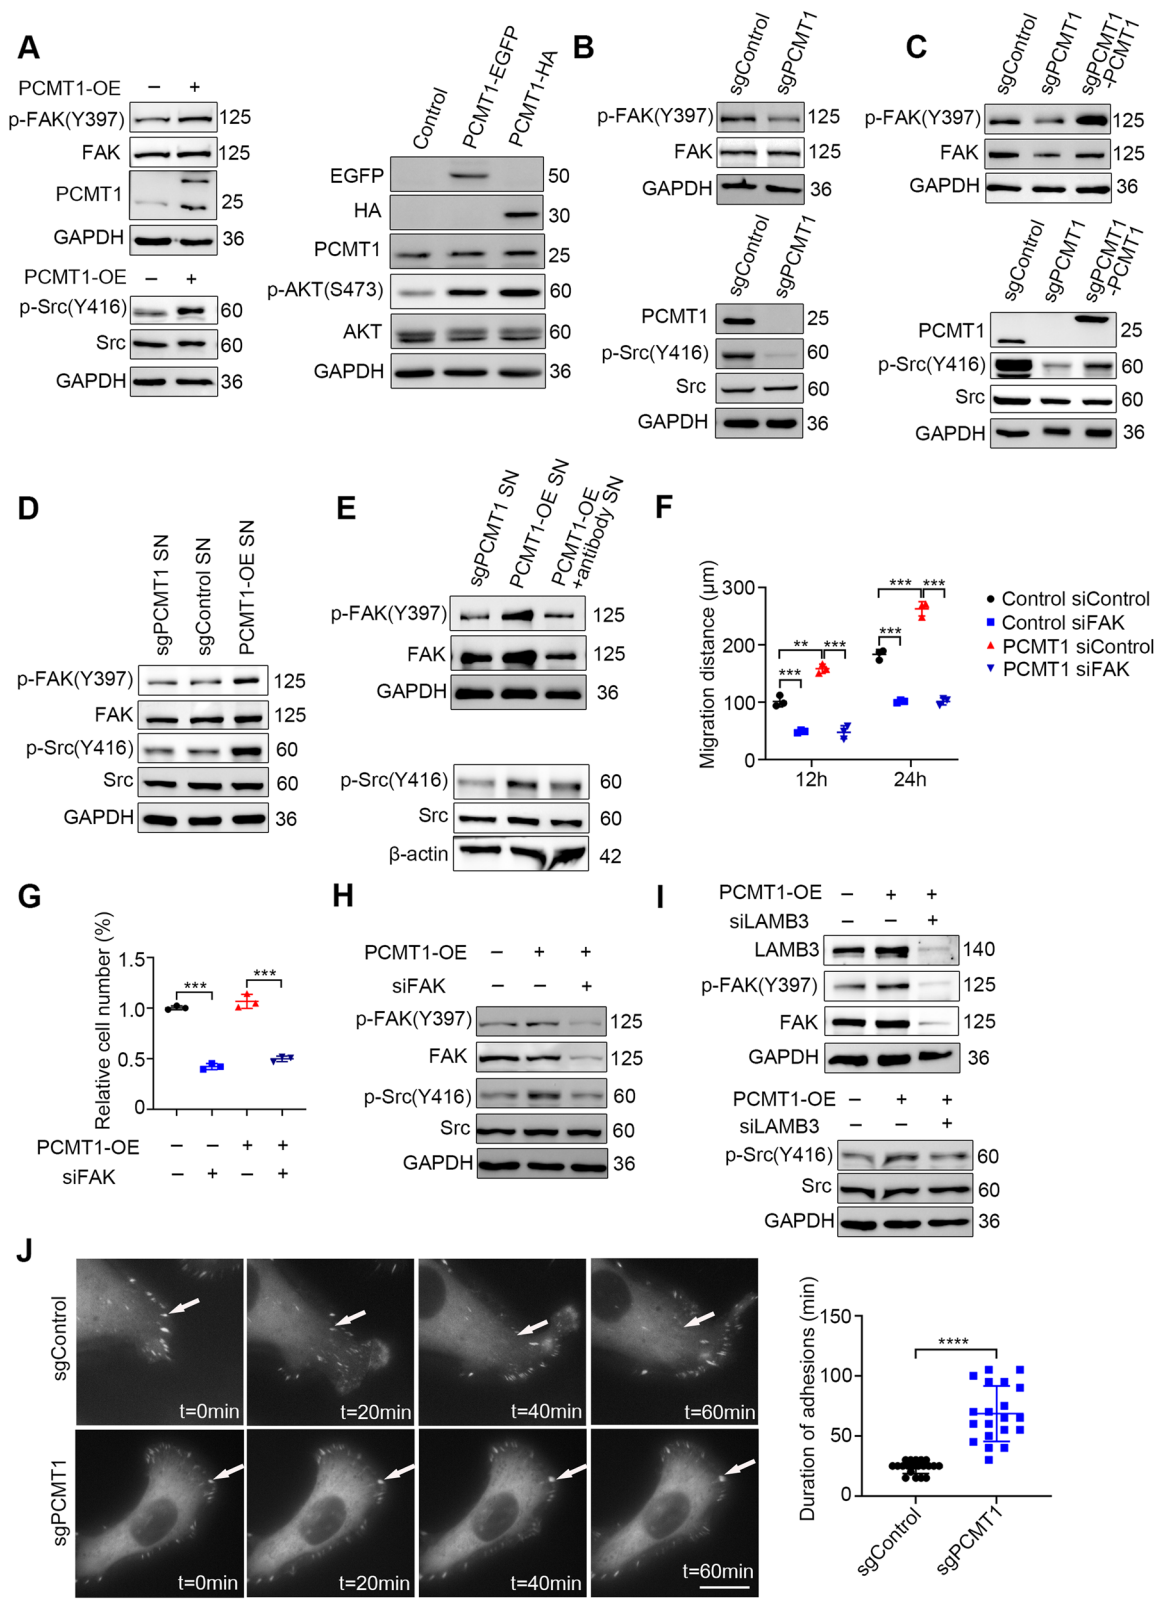 A
PCMT1-OE − +
p-FAK(Y397) 125
FAK 125
PCMT1 25
GAPDH 36
PCMT1-OE − +
p-Src(Y416) 60
Src 60
GAPDH 36
Control
PCMT1-EGFP
PCMT1-HA
EGFP 50
HA 30
PCMT1 25
p-AKT(S473) 60
AKT 60
GAPDH 36
B
sgControl
sgPCMT1
p-FAK(Y397) 125
FAK 125
GAPDH 36
sgControl
sgPCMT1
PCMT1 25
p-Src(Y416) 60
Src 60
GAPDH 36
C
sgControl
sgPCMT1
sgPCMT1
-PCMT1
p-FAK(Y397) 125
FAK 125
GAPDH 36
sgControl
sgPCMT1
sgPCMT1
-PCMT1
PCMT1 25
p-Src(Y416) 60
Src 60
GAPDH 36
D
sgPCMT1 SN
sgControl SN
PCMT1-OE SN
p-FAK(Y397) 125
FAK 125
p-Src(Y416) 60
Src 60
GAPDH 36
E
sgPCMT1 SN
PCMT1-OE SN
PCMT1-OE
+antibody SN
p-FAK(Y397) 125
FAK 125
GAPDH 36
p-Src(Y416) 60
Src 60
β-actin 42
F
Migration distance (μm)
300
200
100
0
*** ***
** ***
***
***
12h 24h
Control siControl
Control siFAK
PCMT1 siControl
PCMT1 siFAK
G
Relative cell number (%)
1.5
1.0
0.5
0
*** ***
PCMT1-OE − − + +
siFAK − + − +
H
PCMT1-OE − + +
siFAK − − +
p-FAK(Y397) 125
FAK 125
p-Src(Y416) 60
Src 60
GAPDH 36
I
PCMT1-OE − + +
siLAMB3 − − +
LAMB3 140
p-FAK(Y397) 125
FAK 125
GAPDH 36
PCMT1-OE − + +
siLAMB3 − − +
p-Src(Y416) 60
Src 60
GAPDH 36
J
sgControl
t=0min t=20min t=40min t=60min
sgPCMT1
t=0min t=20min t=40min t=60min
Duration of adhesions (min)
150
100
50
0
****
sgControl
sgPCMT1